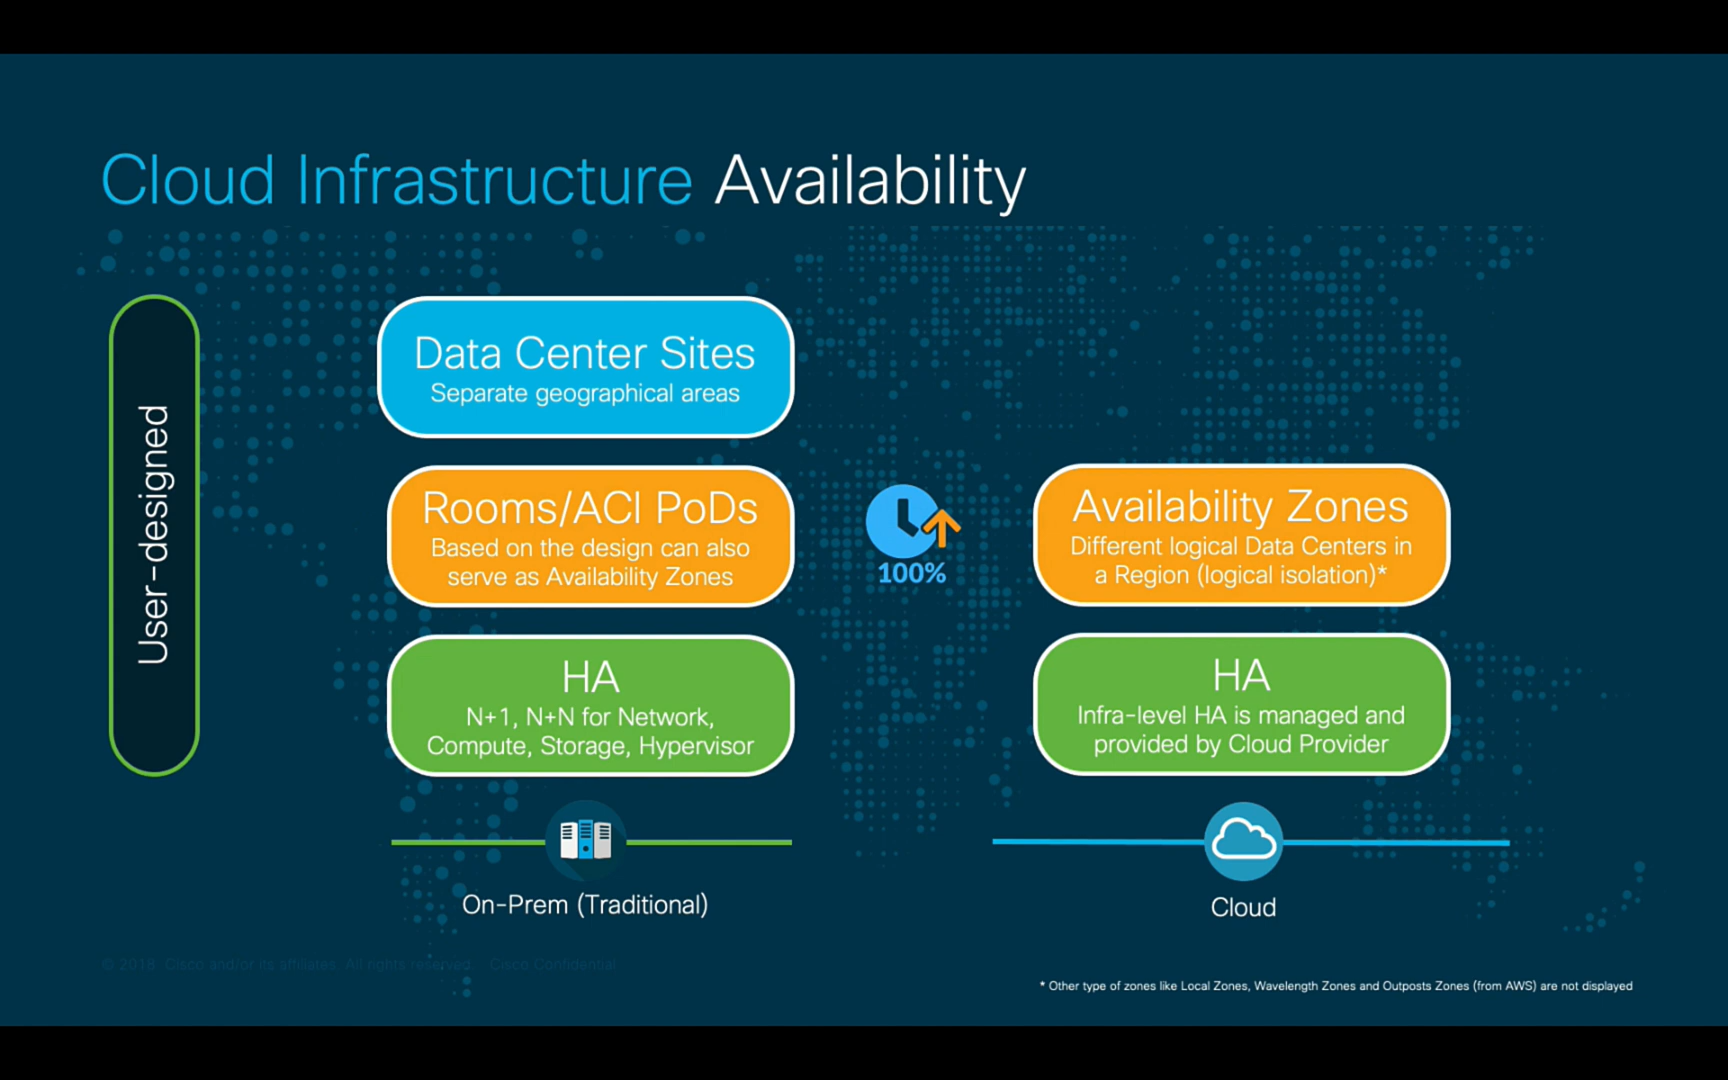 Cloud Infrastructure Availability
User-designed
Data Center Sites
Separate geographical areas
Rooms/ACI PoDs
Based on the design can also
serve as Availability Zones
HA
N+1, N+N for Network,
Compute, Storage, Hypervisor
On-Prem (Traditional)
100%
Availability Zones
Different logical Data Centers in
a Region (logical isolation)*
HA
Infra-level HA is managed and
provided by Cloud Provider
Cloud
© 2018 Cisco and/or its affiliates. All rights reserved. Cisco Confidential
* Other type of zones like Local Zones, Wavelength Zones and Outposts Zones (from AWS) are not displayed